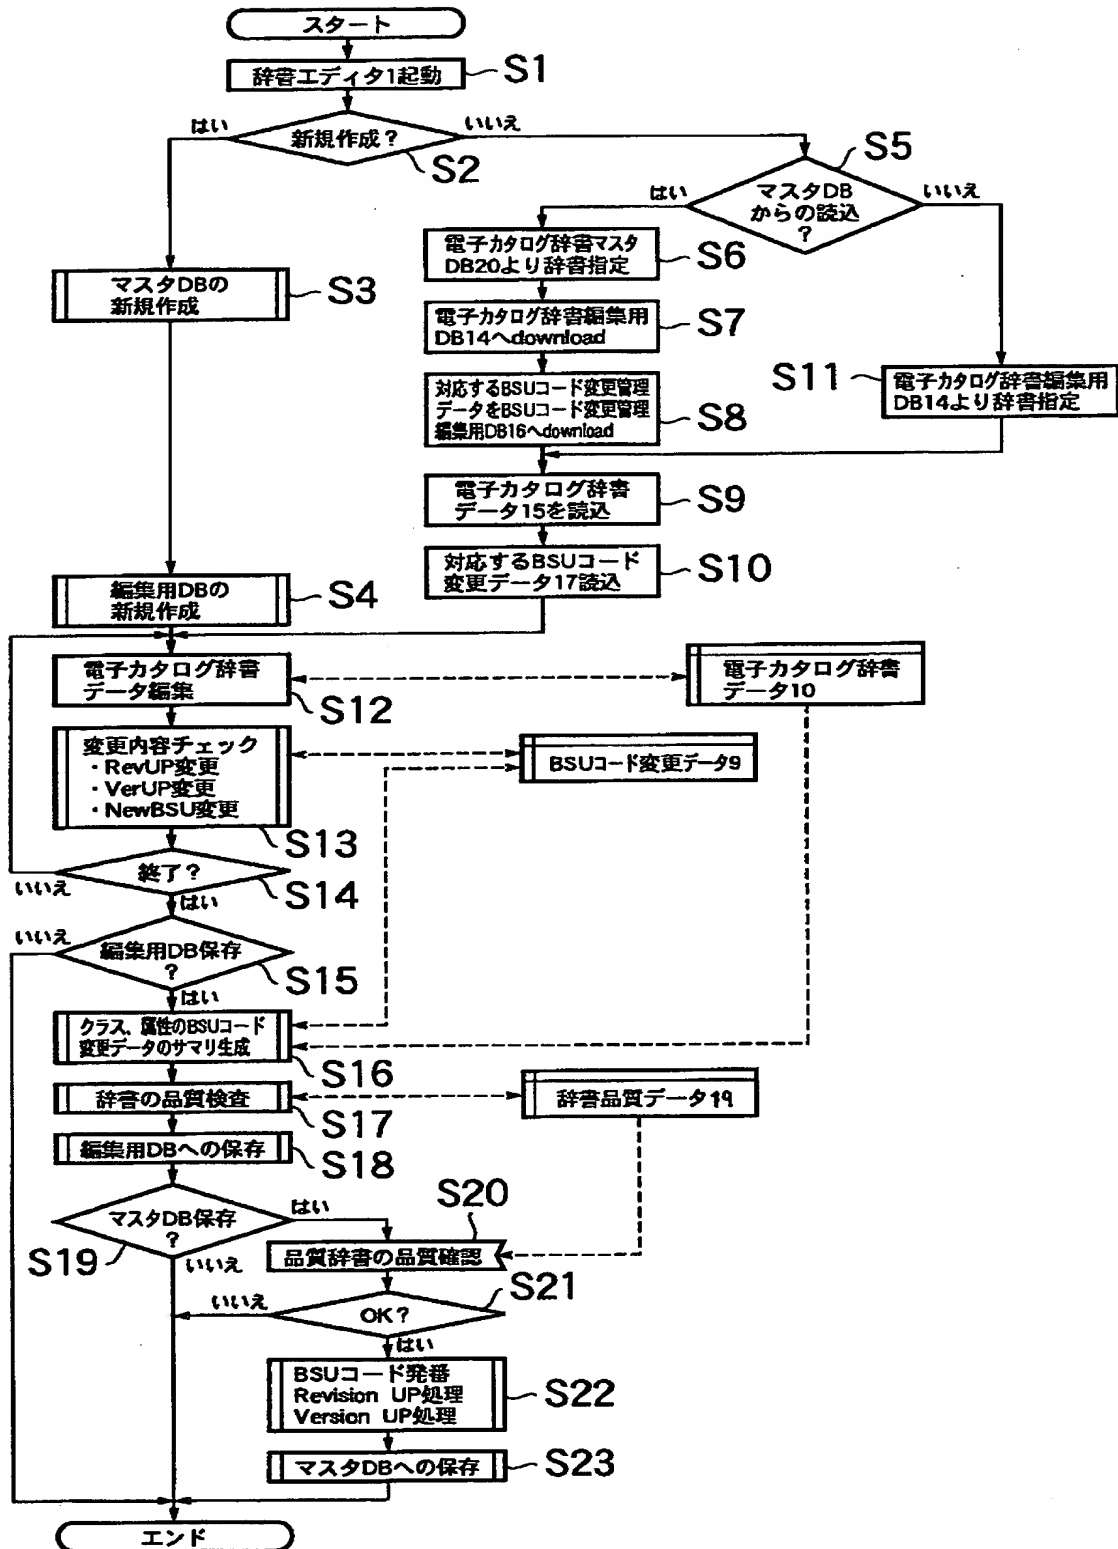 スタート
辞書エディタ1起動
S1
はい
新規作成？
いいえ
S2
S5
はい
マスタDB
からの読込
？
いいえ
電子カタログ辞書マスタ
DB20より辞書指定
S6
マスタDBの
新規作成
S3
電子カタログ辞書編集用
DB14へdownload
S7
S11
電子カタログ辞書編集用
DB14より辞書指定
対応するBSUコード変更管理
データをBSUコード変更管理
編集用DB16へdownload
S8
電子カタログ辞書
データ15を読込
S9
対応するBSUコード
変更データ17読込
S10
編集用DBの
新規作成
S4
電子カタログ辞書
データ編集
S12
電子カタログ辞書
データ10
変更内容チェック
・RevUP変更
・VerUP変更
・NewBSU変更
S13
BSUコード変更データ9
終了？
いいえ
S14
はい
いいえ
編集用DB保存
？
S15
はい
クラス、属性のBSUコード
変更データのサマリ生成
S16
辞書の品質検査
S17
辞書品質データ19
編集用DBへの保存
S18
マスタDB保存
？
はい
S19
いいえ
S20
品質辞書の品質確認
S21
いいえ
OK？
はい
BSUコード発番
Revision UP処理
Version UP処理
S22
マスタDBへの保存
S23
エンド